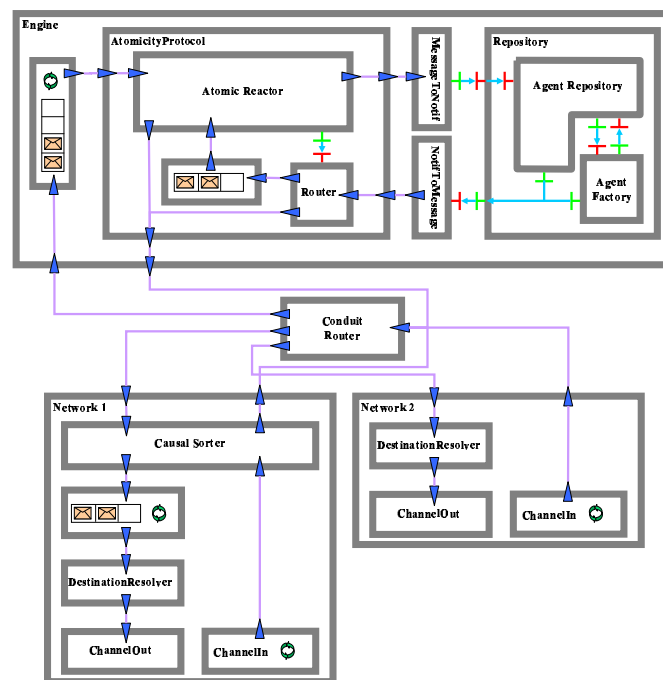 Engine
AtomicityProtocol
Repository
MessageToNotif
Atomic Reactor
Agent Repository
NotifToMessage
Router
Agent
Factory
Conduit
Router
Network 1
Network 2
Causal Sorter
DestinationResolver
ChannelOut
ChannelIn
DestinationResolver
ChannelOut
ChannelIn